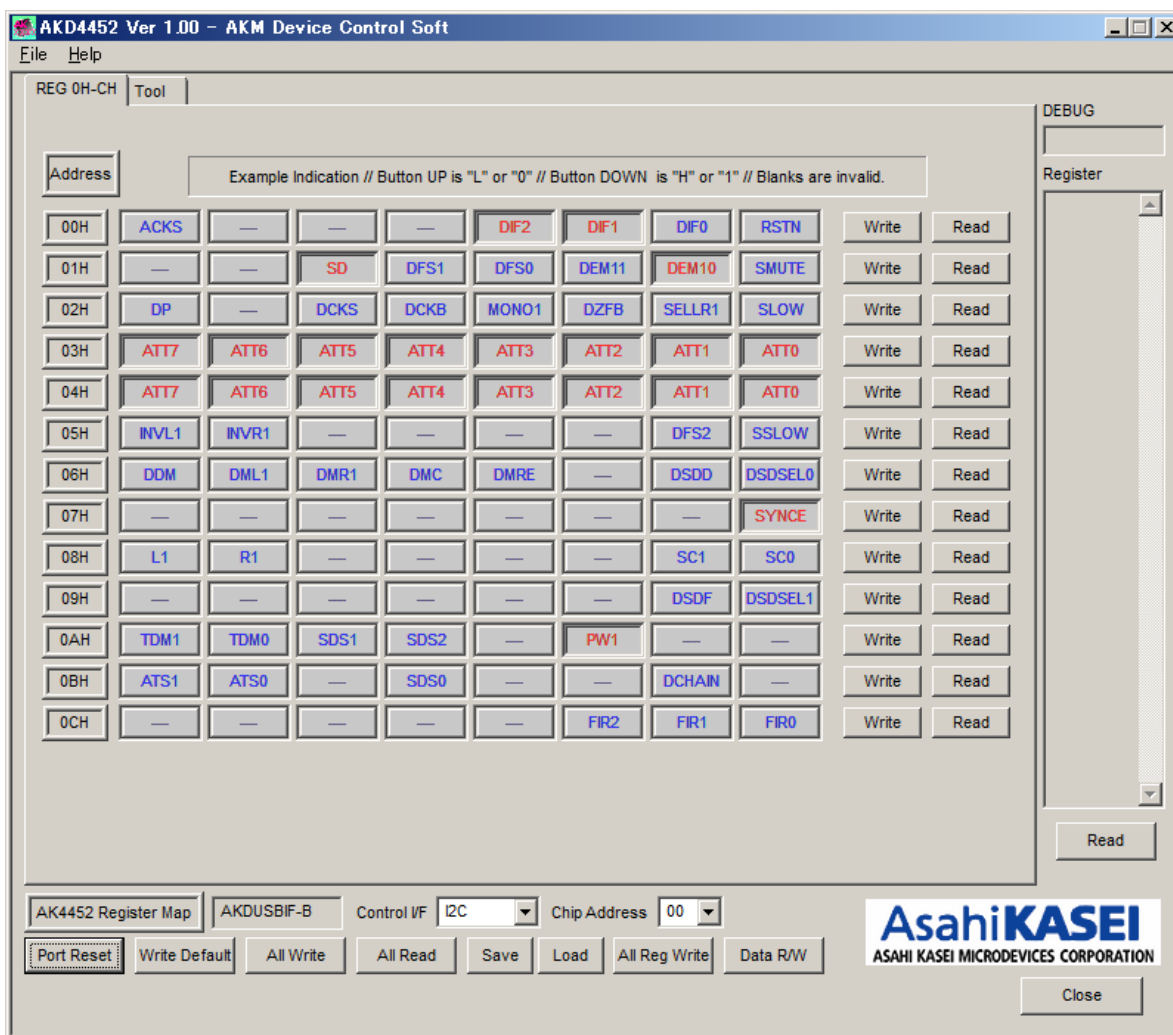 AKD4452 Ver 1.00 - AKM Device Control Soft
File Help
REG 0H-CH Tool
DEBUG
Address Example Indication // Button UP is "L" or "0" // Button DOWN is "H" or "1" // Blanks are invalid. Register
00H ACKS — — — DIF2 DIF1 DIF0 RSTN Write Read
01H — — SD DFS1 DFS0 DEM11 DEM10 SMUTE Write Read
02H DP — DCKS DCKB MONO1 DZFB SELLR1 SLOW Write Read
03H ATT7 ATT6 ATT5 ATT4 ATT3 ATT2 ATT1 ATT0 Write Read
04H ATT7 ATT6 ATT5 ATT4 ATT3 ATT2 ATT1 ATT0 Write Read
05H INVL1 INVR1 — — — — DFS2 SSLOW Write Read
06H DDM DML1 DMR1 DMC DMRE — DSDD DSDSEL0 Write Read
07H — — — — — — — SYNCE Write Read
08H L1 R1 — — — — SC1 SC0 Write Read
09H — — — — — — DSDF DSDSEL1 Write Read
0AH TDM1 TDM0 SDS1 SDS2 — PW1 — — Write Read
0BH ATS1 ATS0 — SDS0 — — DCHAIN — Write Read
0CH — — — — — FIR2 FIR1 FIR0 Write Read
Read
AK4452 Register Map AKDUSBIF-B Control I/F I2C Chip Address 00
AsahiKASEI
Port Reset Write Default All Write All Read Save Load All Reg Write Data R/W
ASAHI KASEI MICRODEVICES CORPORATION
Close